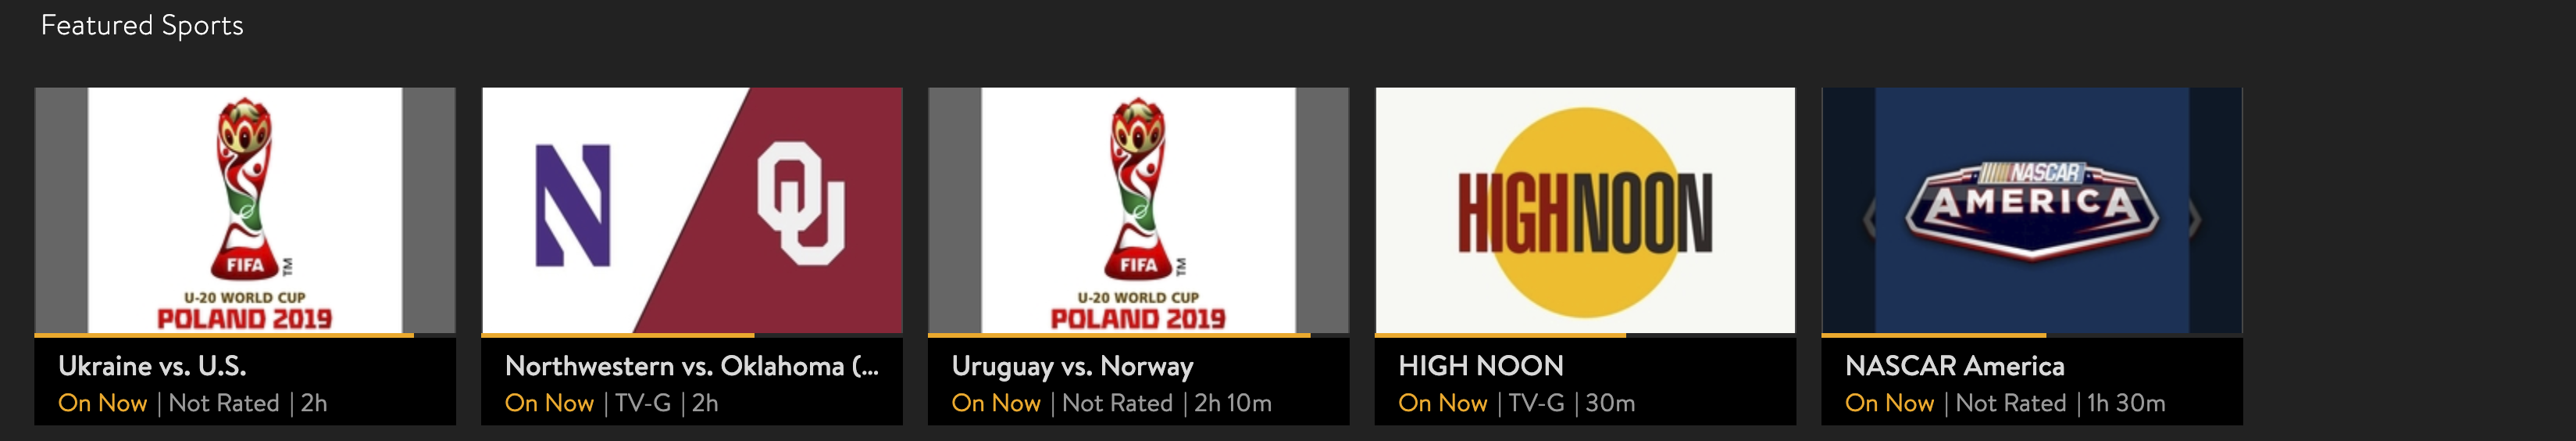 Featured Sports
FIFA
TM
U-20 WORLD CUP
POLAND 2019
Ukraine vs. U.S.
On Now | Not Rated | 2h
N
OU
Northwestern vs. Oklahoma (...
On Now | TV-G | 2h
FIFA
TM
U-20 WORLD CUP
POLAND 2019
Uruguay vs. Norway
On Now | Not Rated | 2h 10m
HIGHNOON
HIGH NOON
On Now | TV-G | 30m
NASCAR
AMERICA
NASCAR America
On Now | Not Rated | 1h 30m